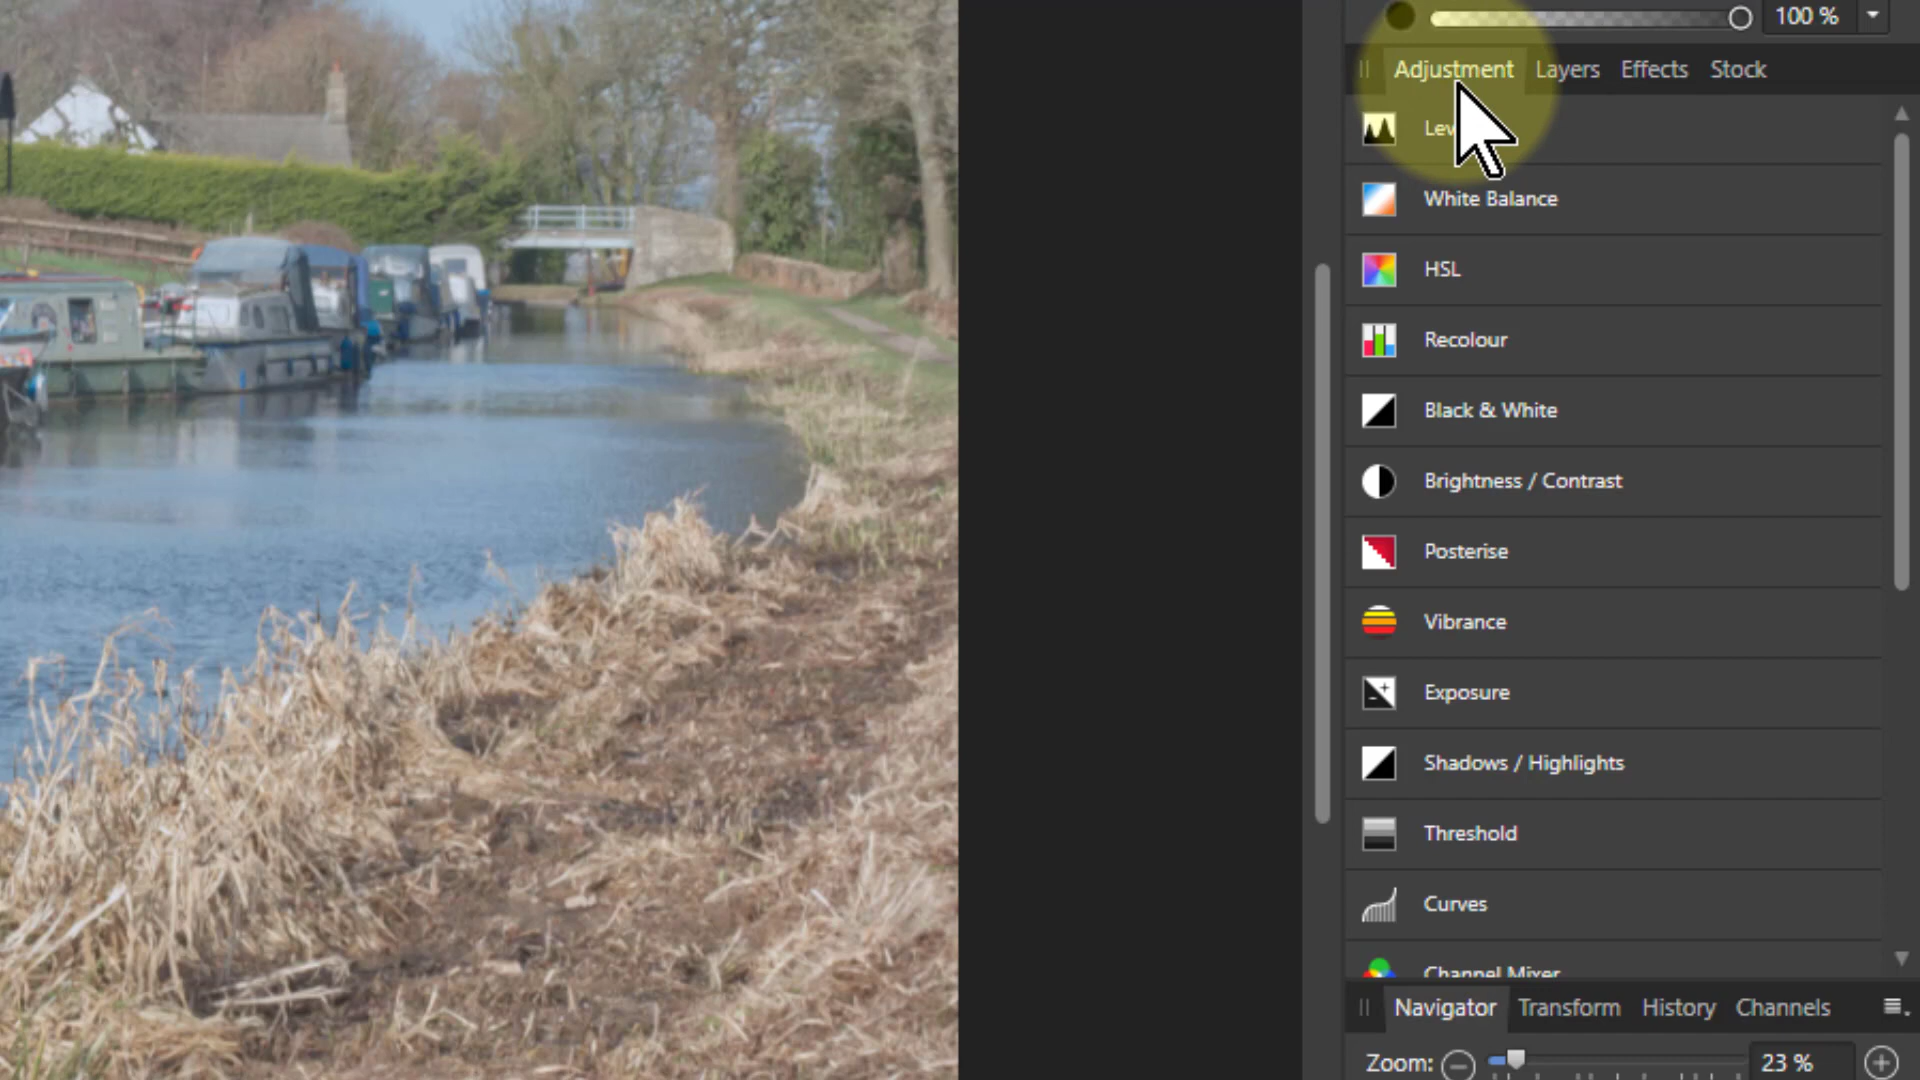 100 %
Adjustment Layers Effects Stock
White Balance
HSL
Recolour
Black & White
Brightness / Contrast
Posterise
Vibrance
Exposure
Shadows / Highlights
Threshold
Curves
Channel Mixer
Navigator Transform History Channels
Zoom: 23 %